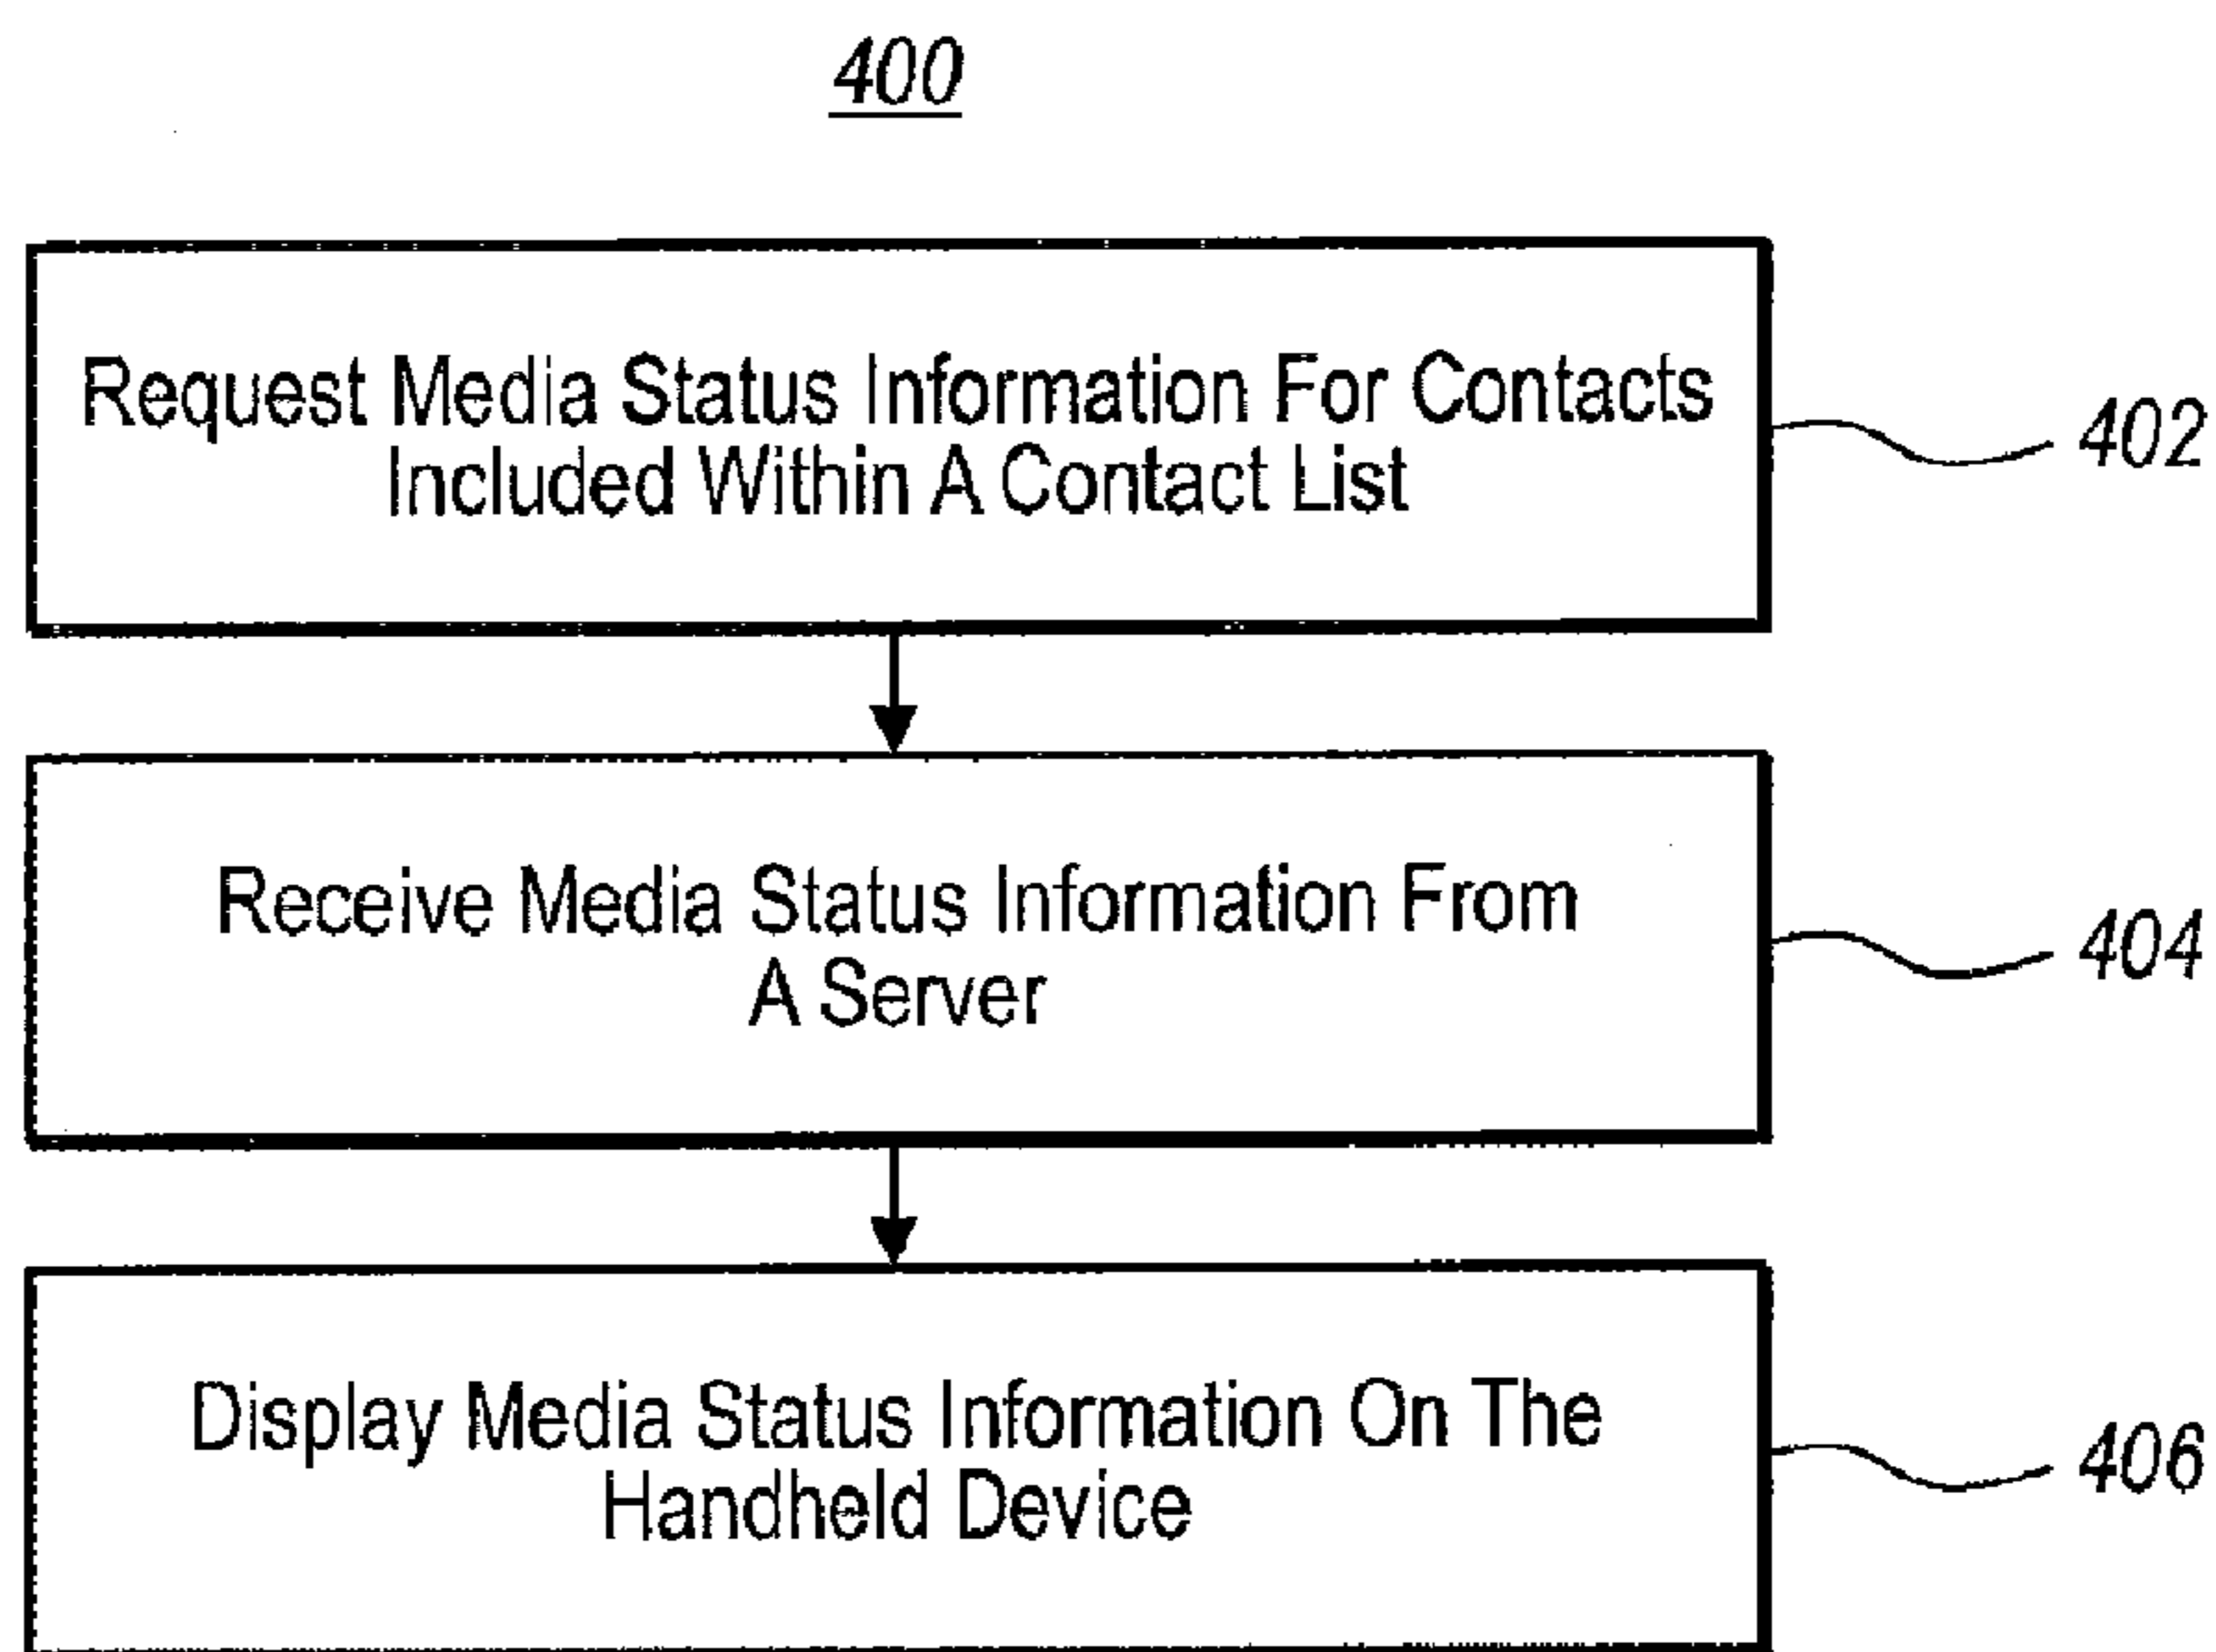 400
Request Media Status Information For Contacts
Included Within A Contact List
402
Receive Media Status Information From
A Server
404
Display Media Status Information On The
Handheld Device
406